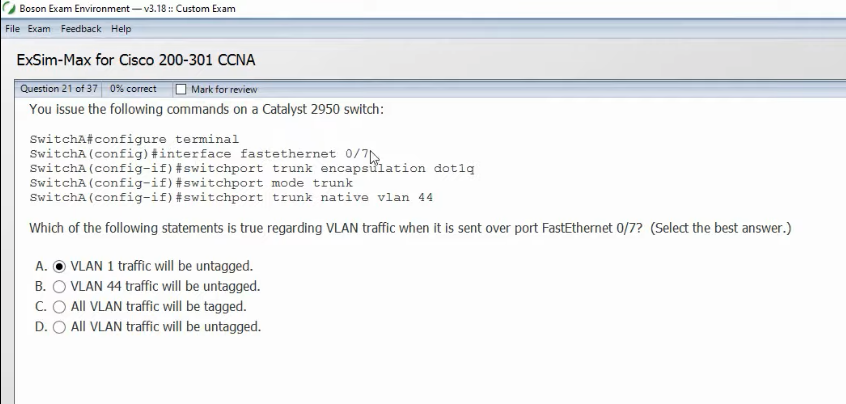 Boson Exam Environment — v3.18 :: Custom Exam
File Exam Feedback Help
ExSim-Max for Cisco 200-301 CCNA
Question 21 of 37 0% correct Mark for review
You issue the following commands on a Catalyst 2950 switch:
SwitchA#configure terminal
SwitchA(config)#interface fastethernet 0/7
SwitchA(config-if)#switchport trunk encapsulation dot1q
SwitchA(config-if)#switchport mode trunk
SwitchA(config-if)#switchport trunk native vlan 44
Which of the following statements is true regarding VLAN traffic when it is sent over port FastEthernet 0/7? (Select the best answer.)
A. VLAN 1 traffic will be untagged.
B. VLAN 44 traffic will be untagged.
C. All VLAN traffic will be tagged.
D. All VLAN traffic will be untagged.